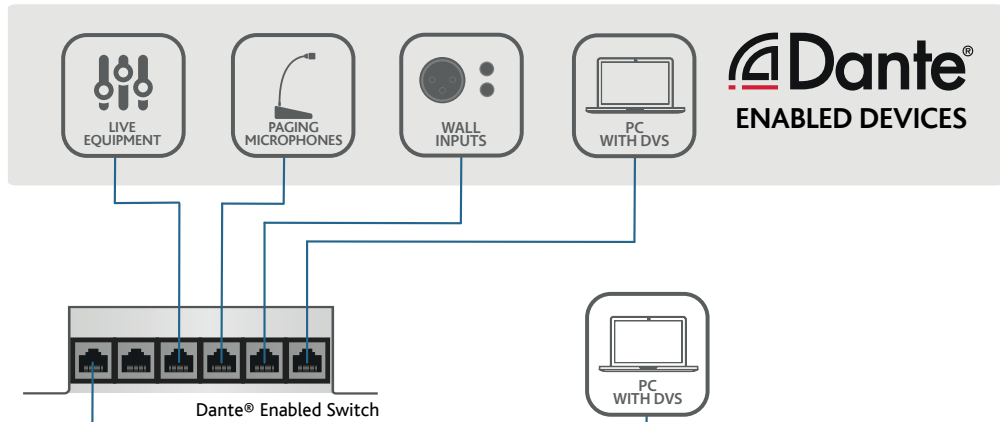 LIVE
EQUIPMENT
PAGING
MICROPHONES
WALL
INPUTS
PC
WITH DVS
Dante®
ENABLED DEVICES
Dante® Enabled Switch
PC
WITH DVS